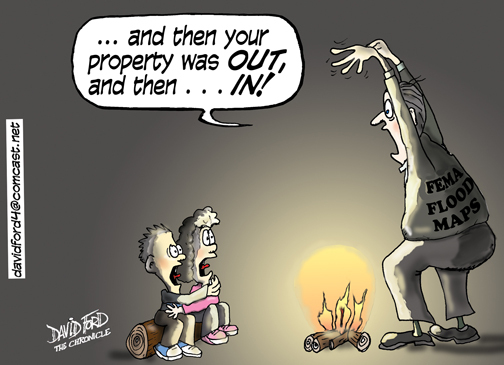 ... and then your
property was OUT,
and then . . . IN!
FEMA
FLOOD
MAPS
davidford4@comcast.net
DAVID FORD
THE CHRONICLE